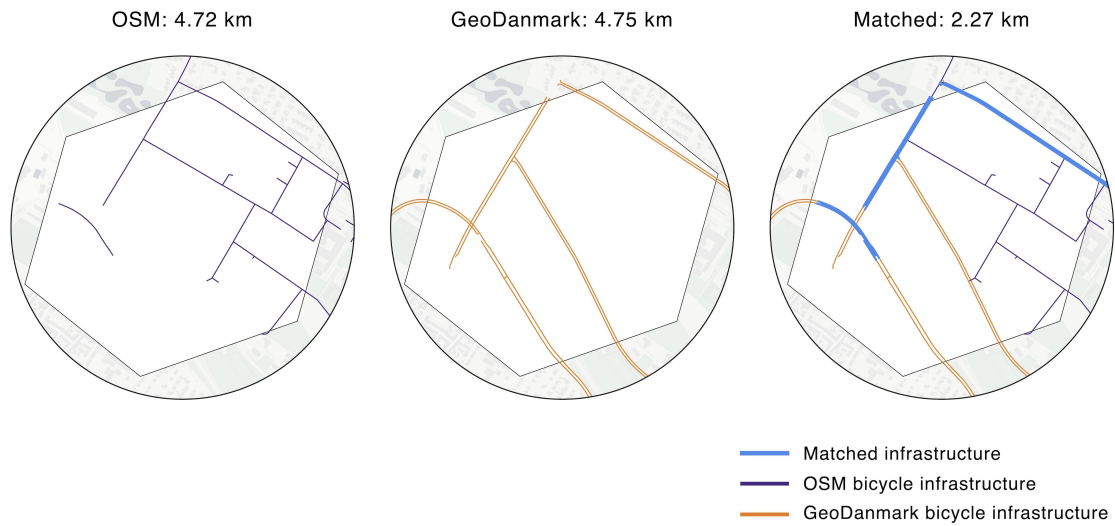 OSM: 4.72 km
GeoDanmark: 4.75 km
Matched: 2.27 km
Matched infrastructure
OSM bicycle infrastructure
GeoDanmark bicycle infrastructure